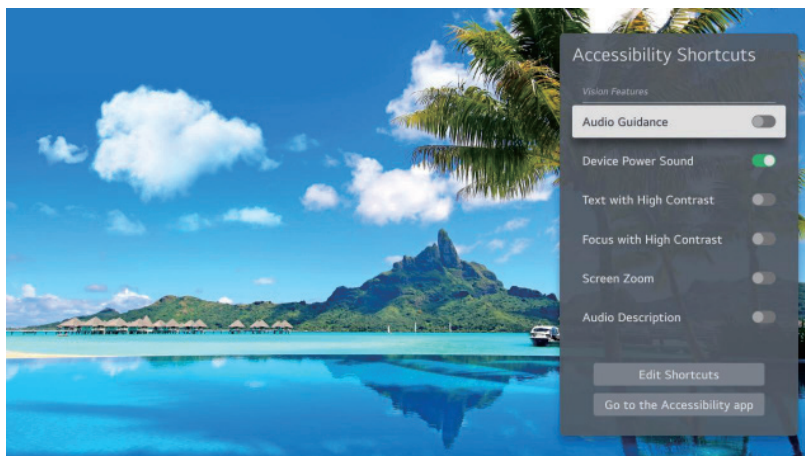 Accessibility Shortcuts
Vision Features
Audio Guidance
Device Power Sound
Text with High Contrast
Focus with High Contrast
Screen Zoom
Audio Description
Edit Shortcuts
Go to the Accessibility app